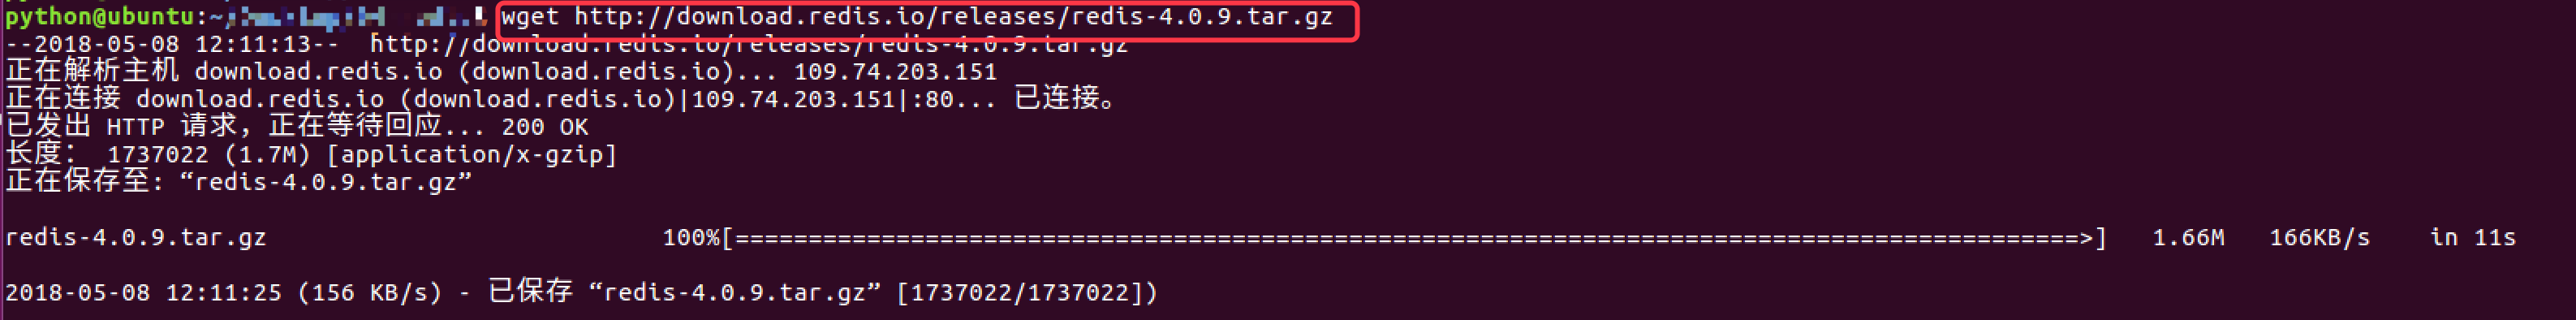 python@ubuntu:~ wget http://download.redis.io/releases/redis-4.0.9.tar.gz
--2018-05-08 12:11:13--  http://download.redis.io/releases/redis-4.0.9.tar.gz
正在解析主机 download.redis.io (download.redis.io)... 109.74.203.151
正在连接 download.redis.io (download.redis.io)|109.74.203.151|:80... 已连接。
已发出 HTTP 请求，正在等待回应... 200 OK
长度： 1737022 (1.7M) [application/x-gzip]
正在保存至: “redis-4.0.9.tar.gz”
redis-4.0.9.tar.gz 100%[============================================================================================>] 1.66M 166KB/s in 11s
2018-05-08 12:11:25 (156 KB/s) - 已保存 “redis-4.0.9.tar.gz” [1737022/1737022])